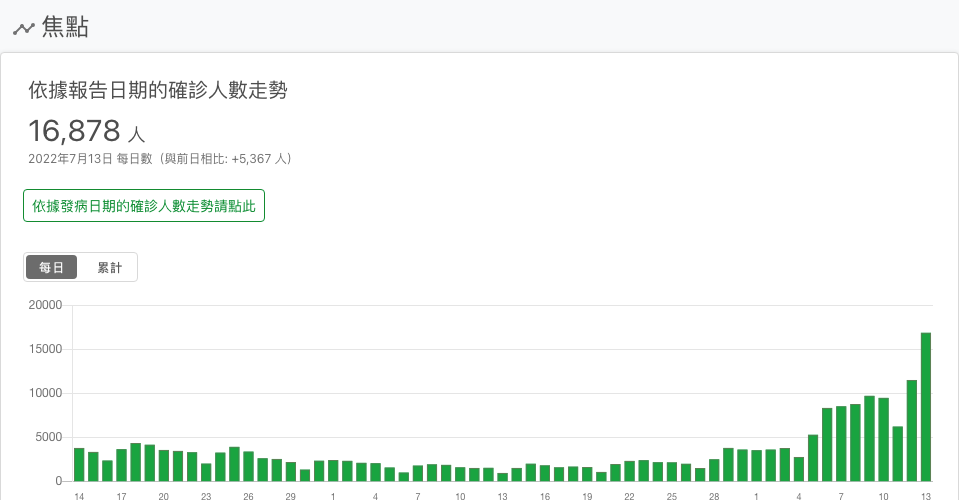 焦點
依據報告日期的確診人數走勢
16,878 人
2022年7月13日 每日數（與前日相比: +5,367 人）
依據發病日期的確診人數走勢請點此
每日 累計
20000
15000
10000
5000
0
14 17 20 23 26 29 1 4 7 10 13 16 19 22 25 28 1 4 7 10 13